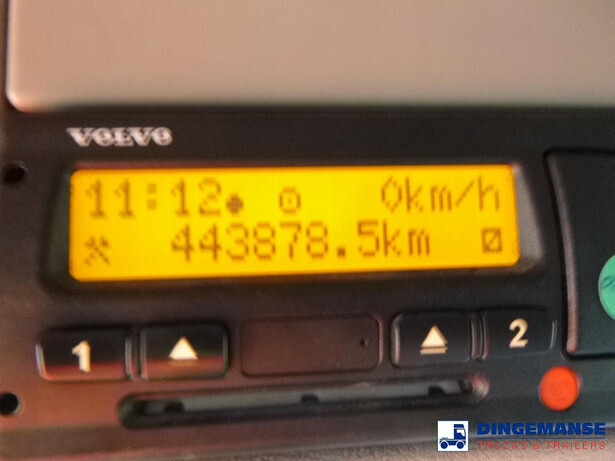 VOLVO
11:12 0km/h
443878.5km
1 2
DINGEMANSE
TRUCKS & TRAILERS